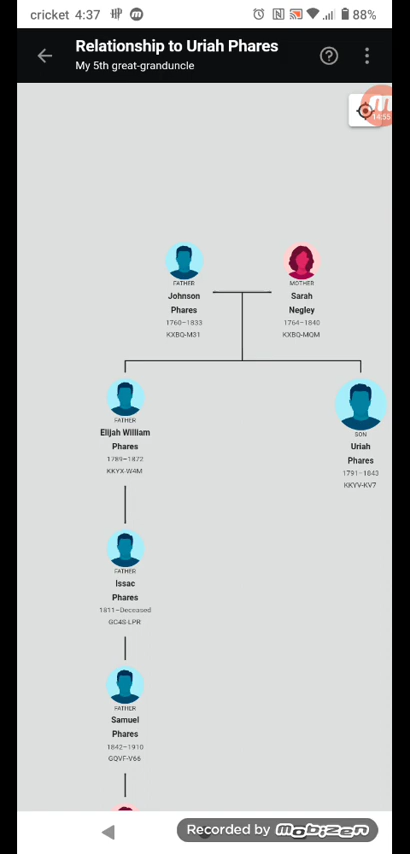 cricket 4:37
88%
Relationship to Uriah Phares
My 5th great-granduncle
14:55
FATHER
Johnson
Phares
1760–1833
KXBQ-M31
MOTHER
Sarah
Negley
1764–1840
KXBQ-MQM
FATHER
Elijah William
Phares
1789–1872
KKYX-W4M
SON
Uriah
Phares
1791–1843
KKYV-KV7
FATHER
Issac
Phares
1811–Deceased
GC4S-LPR
FATHER
Samuel
Phares
1842–1910
GQVF-V66
Recorded by mobizen